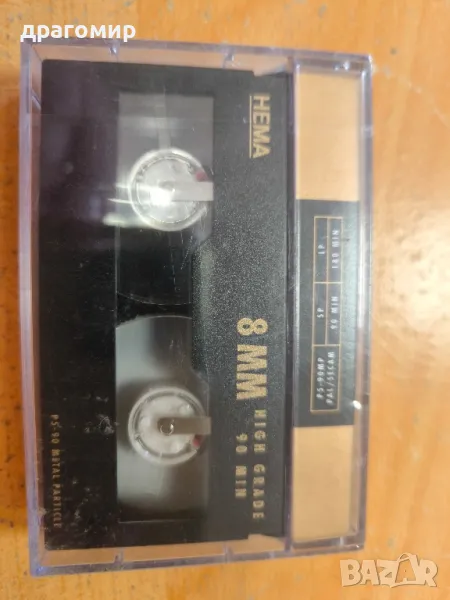 драгомир
HEMA
8 MM
HIGH GRADE
90 MIN
P5-90 METAL PARTICLE
P5-90MP
PAL/SECAM
SP
90 MIN
LP
180 MIN
BAZAR